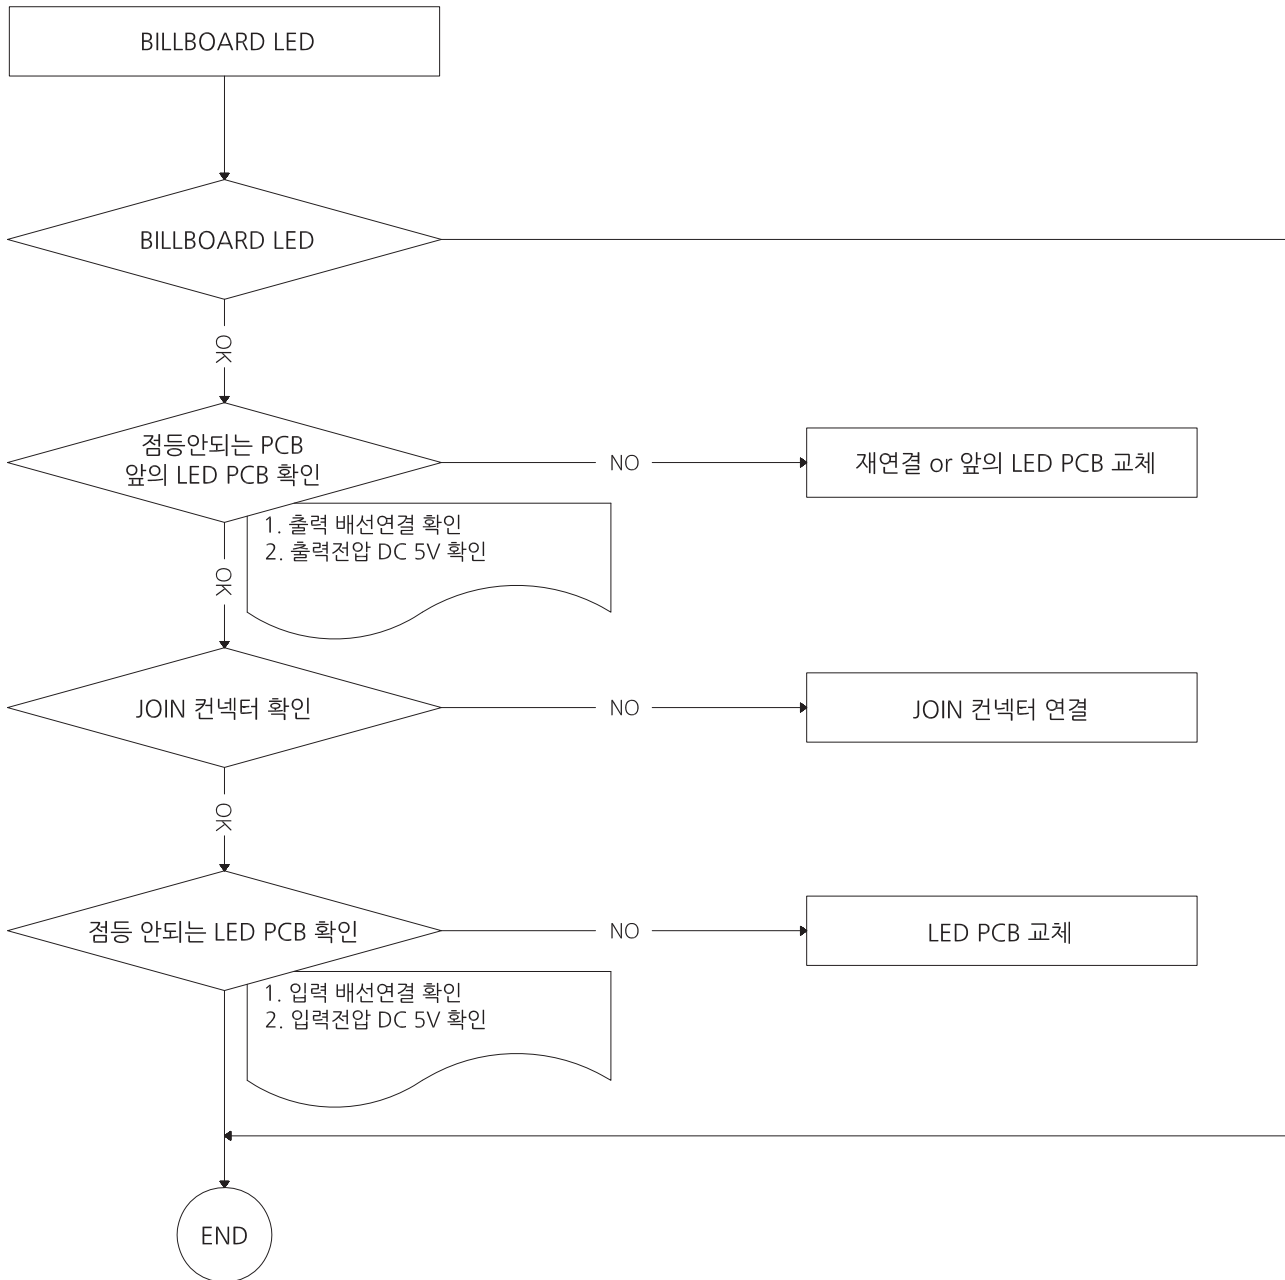 BILLBOARD LED
BILLBOARD LED
OK
점등안되는 PCB
앞의 LED PCB 확인
NO
재연결 or 앞의 LED PCB 교체
1. 출력 배선연결 확인
2. 출력전압 DC 5V 확인
OK
JOIN 컨넥터 확인
NO
JOIN 컨넥터 연결
OK
점등 안되는 LED PCB 확인
NO
LED PCB 교체
1. 입력 배선연결 확인
2. 입력전압 DC 5V 확인
END